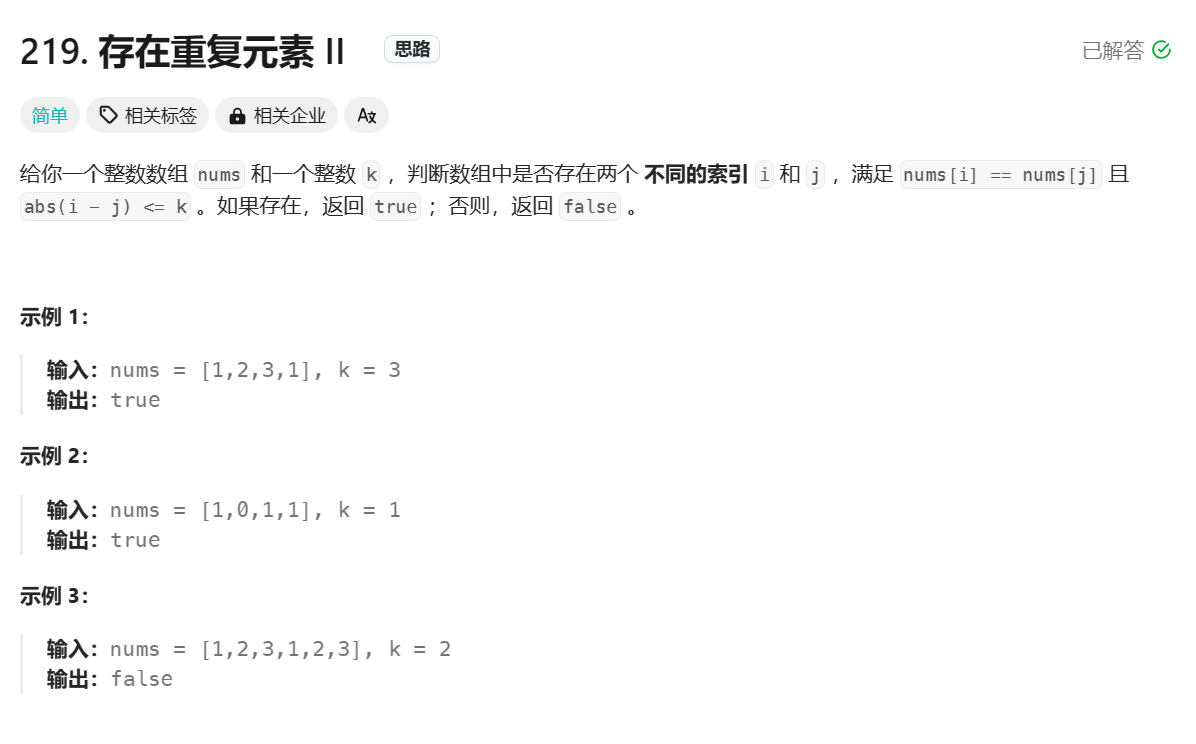 219. 存在重复元素 II 思路 已解答
简单 相关标签 相关企业 Aあ
给你一个整数数组 nums 和一个整数 k ，判断数组中是否存在两个 不同的索引 i 和 j ，满足 nums[i] == nums[j] 且
abs(i - j) <= k 。如果存在，返回 true ；否则，返回 false 。
示例 1：
输入：nums = [1,2,3,1], k = 3
输出：true
示例 2：
输入：nums = [1,0,1,1], k = 1
输出：true
示例 3：
输入：nums = [1,2,3,1,2,3], k = 2
输出：false